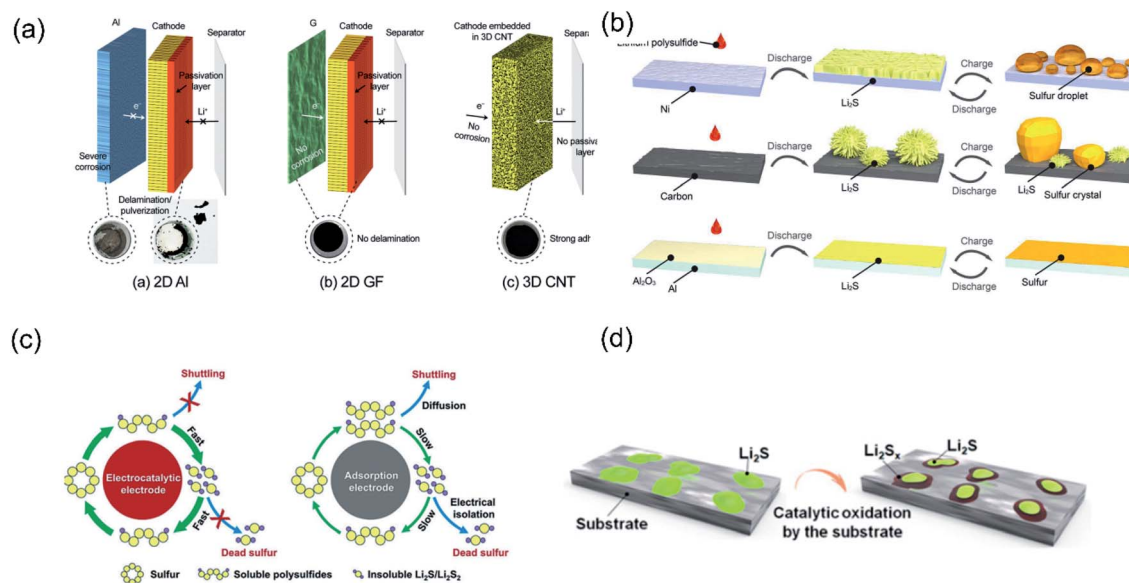 (a)
Al
Cathode
Separator
Passivation
layer
e⁻
Li⁺
Severe
corrosion
Delamination/
pulverization
(a) 2D Al
G
Cathode
Separator
Passivation
layer
e⁻
Li⁺
No corrosion
No delamination
(b) 2D GF
Cathode embedded
in 3D CNT
e⁻
No
corrosion
Li⁺
No
layer
Strong
(c) 3D CNT
(b)
polysulfide
Ni
Discharge
Li₂S
Charge
Discharge
Sulfur droplet
Carbon
Discharge
Li₂S
Charge
Discharge
Li₂S
Sulfur crystal
Al₂O₃
Al
Discharge
Li₂S
Charge
Discharge
Sulfur
(c)
Shuttling
Fast
Electrocatalytic
electrode
Fast
Dead sulfur
Shuttling
Diffusion
Slow
Adsorption
electrode
Electrical
isolation
Slow
Dead sulfur
Sulfur
Soluble polysulfides
Insoluble Li₂S/Li₂S₂
(d)
Li₂S
Substrate
Catalytic oxidation
by the substrate
Li₂Sₓ
Li₂S